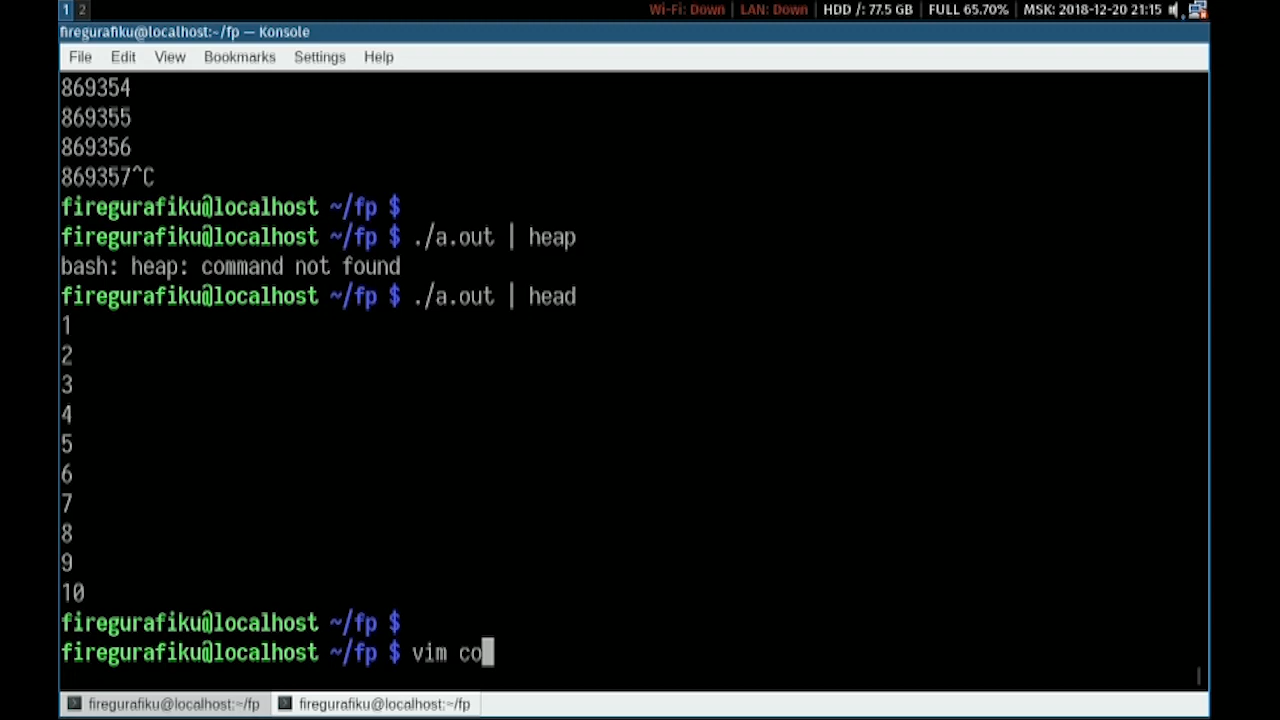 1 2 Wi-Fi: Down | LAN: Down | HDD /: 77.5 GB | FULL 65.70% | MSK: 2018-12-20 21:15
firegurafiku@localhost:~/fp — Konsole
File Edit View Bookmarks Settings Help
869354
869355
869356
869357^C
firegurafiku@localhost ~/fp $
firegurafiku@localhost ~/fp $ ./a.out | heap
bash: heap: command not found
firegurafiku@localhost ~/fp $ ./a.out | head
1
2
3
4
5
6
7
8
9
10
firegurafiku@localhost ~/fp $
firegurafiku@localhost ~/fp $ vim co
firegurafiku@localhost:~/fp firegurafiku@localhost:~/fp